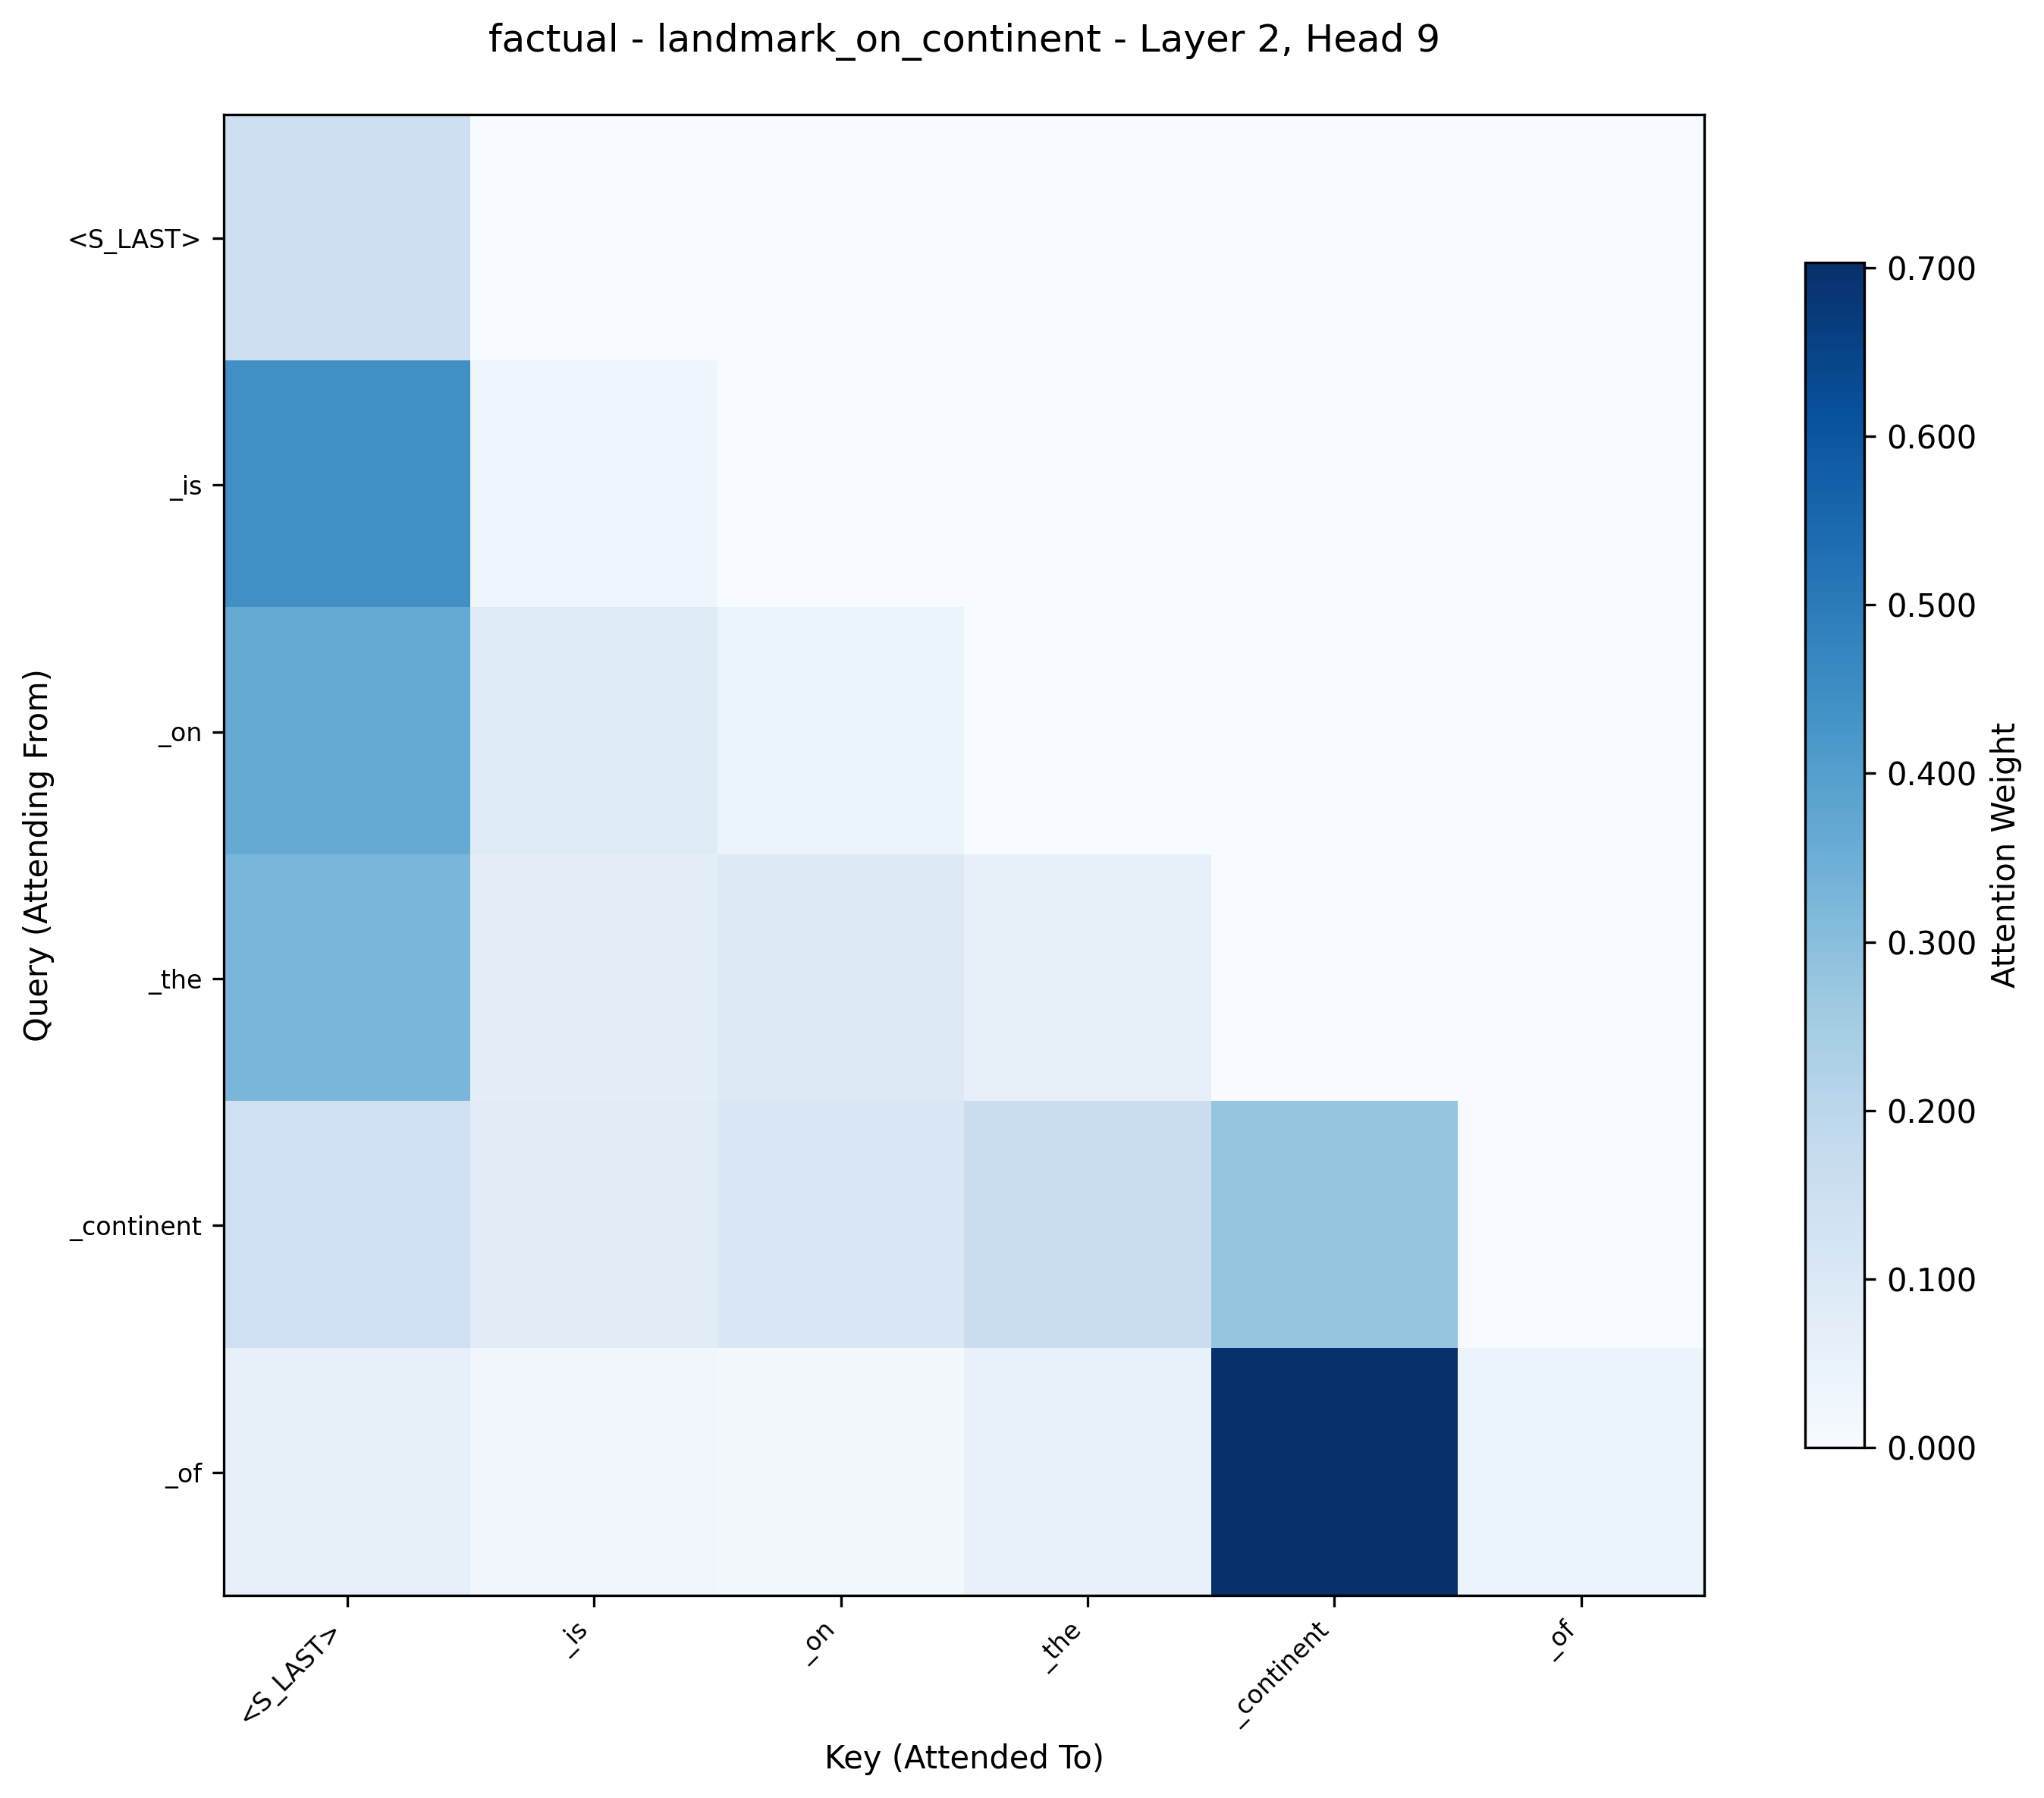 factual - landmark_on_continent - Layer 2, Head 9
Query (Attending From)
<S_LAST>
_is
_on
_the
_continent
_of
<S_LAST>
_is
_on
_the
_continent
_of
Key (Attended To)
0.700
0.600
0.500
0.400
0.300
0.200
0.100
0.000
Attention Weight